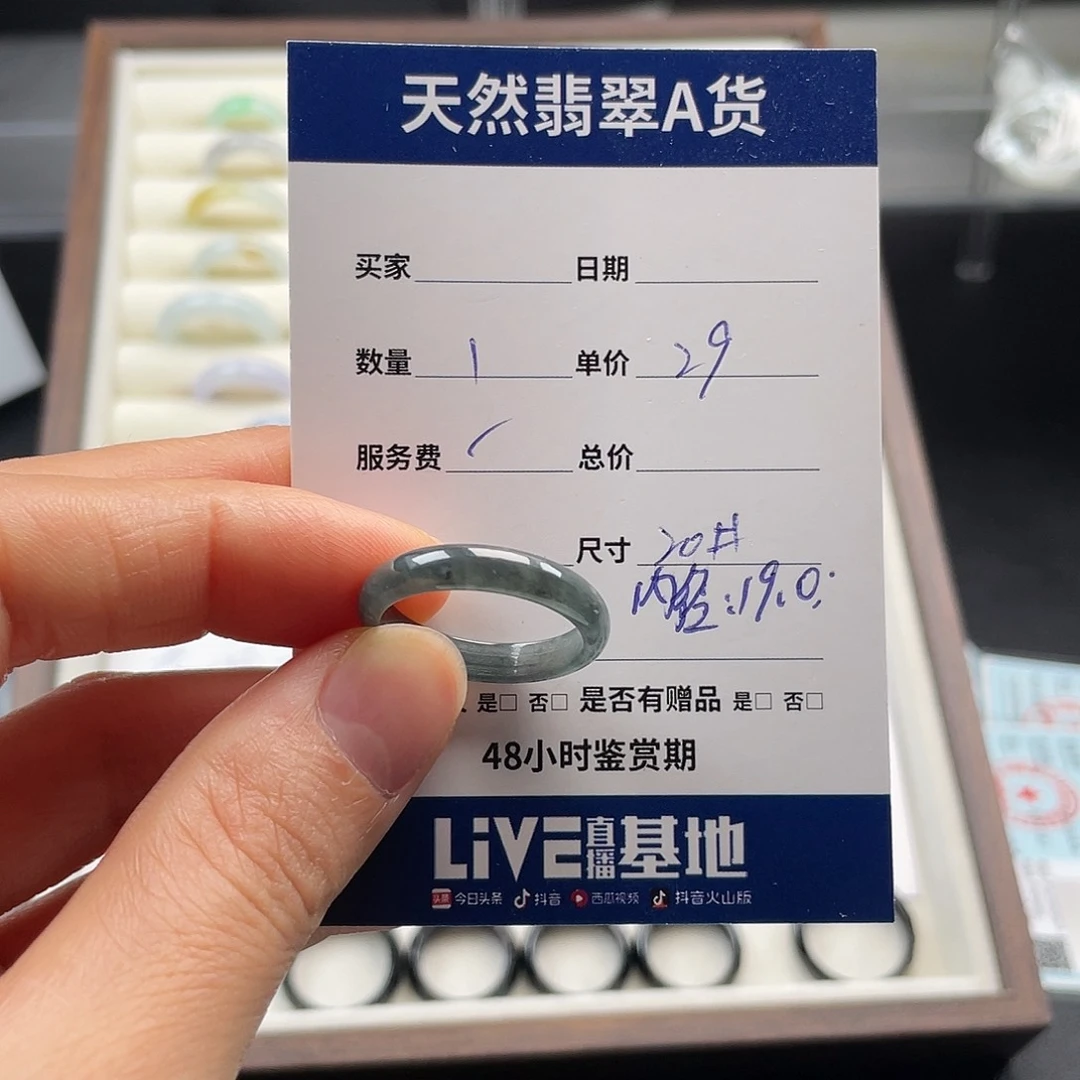 天然翡翠A货
买家 日期
数量 1 单价 29
服务费 总价
尺寸 20#
内径:19.0
是□ 否□ 是否有赠品 是□ 否□
48小时鉴赏期
LiVE直播基地
头条 今日头条 抖音 西瓜视频 抖音火山版